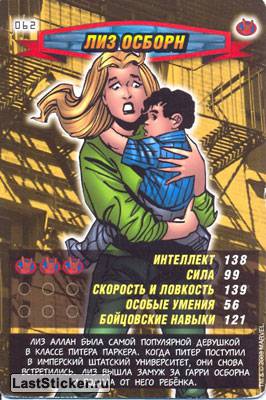 062
ЛИЗ ОСБОРН
ИНТЕЛЛЕКТ 138
СИЛА 99
СКОРОСТЬ И ЛОВКОСТЬ 139
ОСОБЫЕ УМЕНИЯ 56
БОЙЦОВСКИЕ НАВЫКИ 121
ЛИЗ АЛЛАН БЫЛА САМОЙ ПОПУЛЯРНОЙ ДЕВУШКОЙ
В КЛАССЕ ПИТЕРА ПАРКЕРА. КОГДА ПИТЕР ПОСТУПИЛ
В ИМПЕРСКИЙ ШТАТСКИЙ УНИВЕРСИТЕТ, ОНИ СНОВА
ВСТРЕТИЛИСЬ. ЛИЗ ВЫШЛА ЗАМУЖ ЗА ГАРРИ ОСБОРНА
ОТ НЕГО РЕБЁНКА.
LastSticker.ru
MARVEL